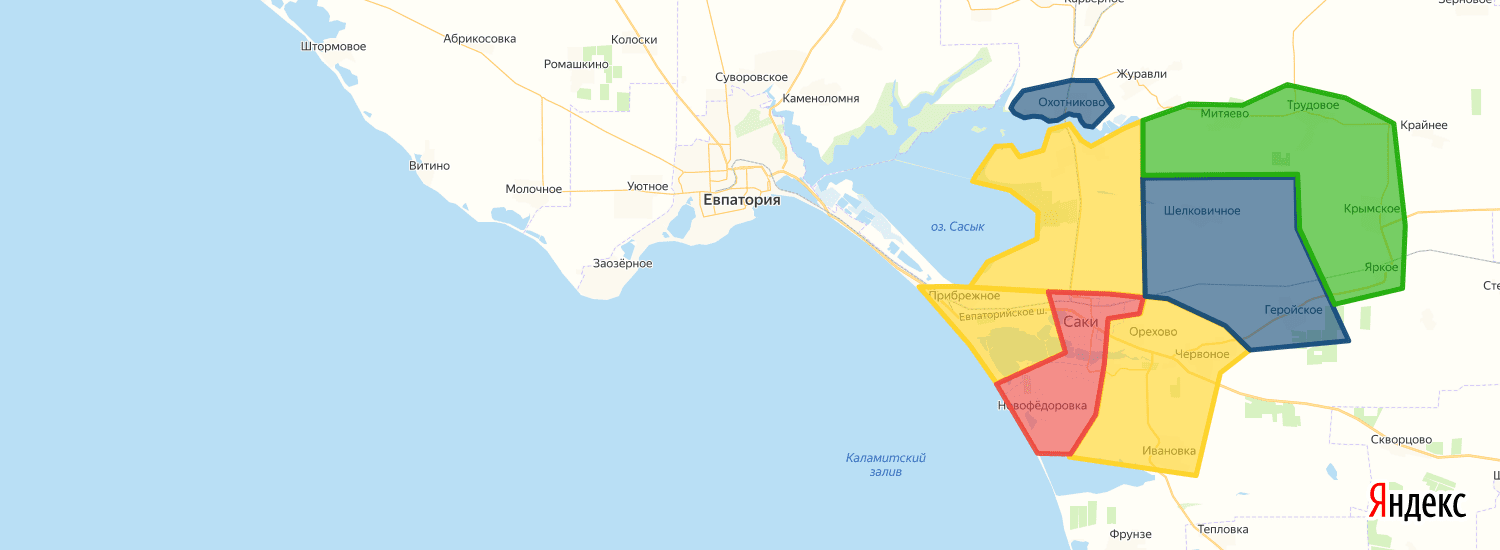 Карьерное
Зерновое
Штормовое
Абрикосовка
Колоски
Ромашкино
Суворовское
Журавли
Каменоломня
Охотниково
Трудовое
Митяево
Крайнее
Витино
Молочное
Уютное
Евпатория
Шелковичное
Крымское
оз. Сасык
Заозёрное
Яркое
Сте
Прибрежное
Евпаторийское ш.
Саки
Геройское
Орехово
Червоное
Новофёдоровка
Скворцово
Ивановка
Каламитский
залив
Яндекс
Фрунзе
Тепловка